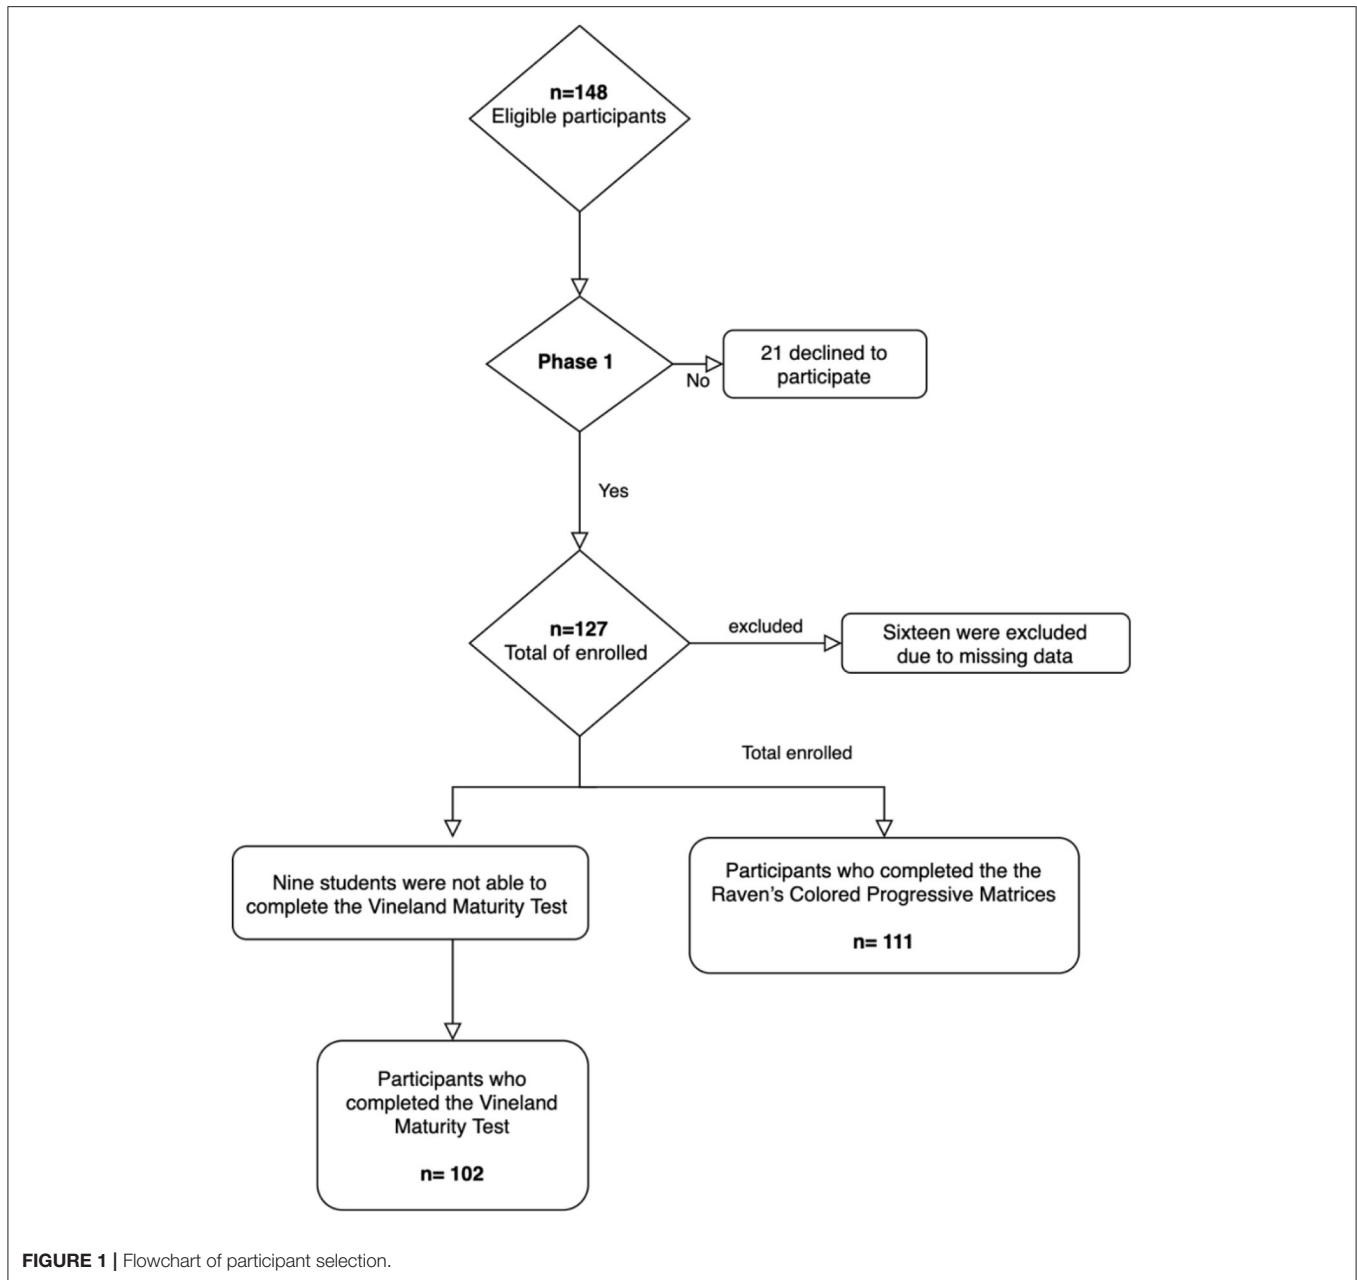 n=148
Eligible participants
Phase 1
No
21 declined to
participate
Yes
n=127
Total of enrolled
excluded
Sixteen were excluded
due to missing data
Total enrolled
Nine students were not able to
complete the Vineland Maturity Test
Participants who completed the the
Raven's Colored Progressive Matrices
n= 111
Participants who
completed the Vineland
Maturity Test
n= 102
FIGURE 1 | Flowchart of participant selection.